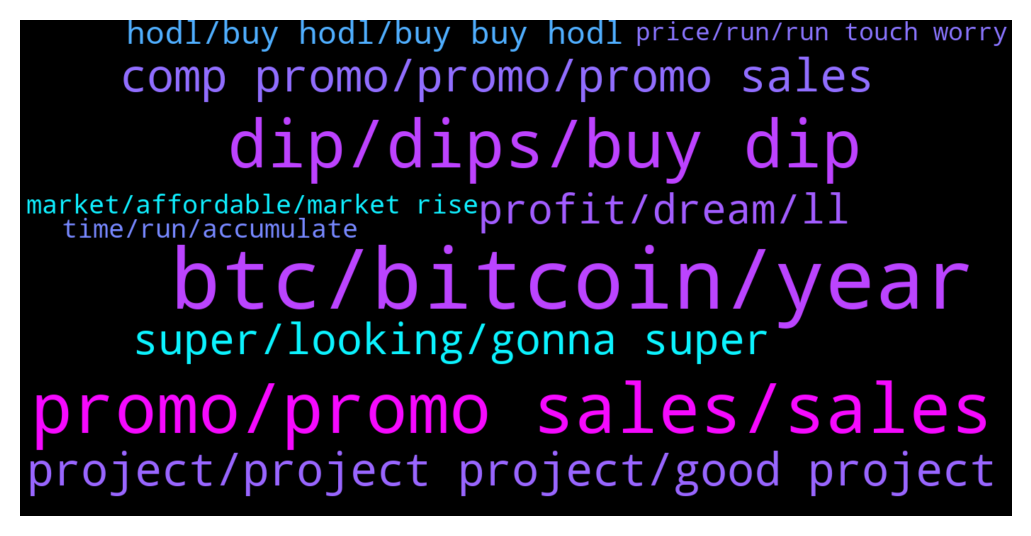 hodl/buy hodl/buy buy hodl
price/run/run touch worry
comp promo/promo/promo sales
dip/dips/buy dip
market/affordable/market rise
profit/dream/ll
time/run/accumulate
btc/bitcoin/year
super/looking/gonna super
promo/promo sales/sales
project/project project/good project